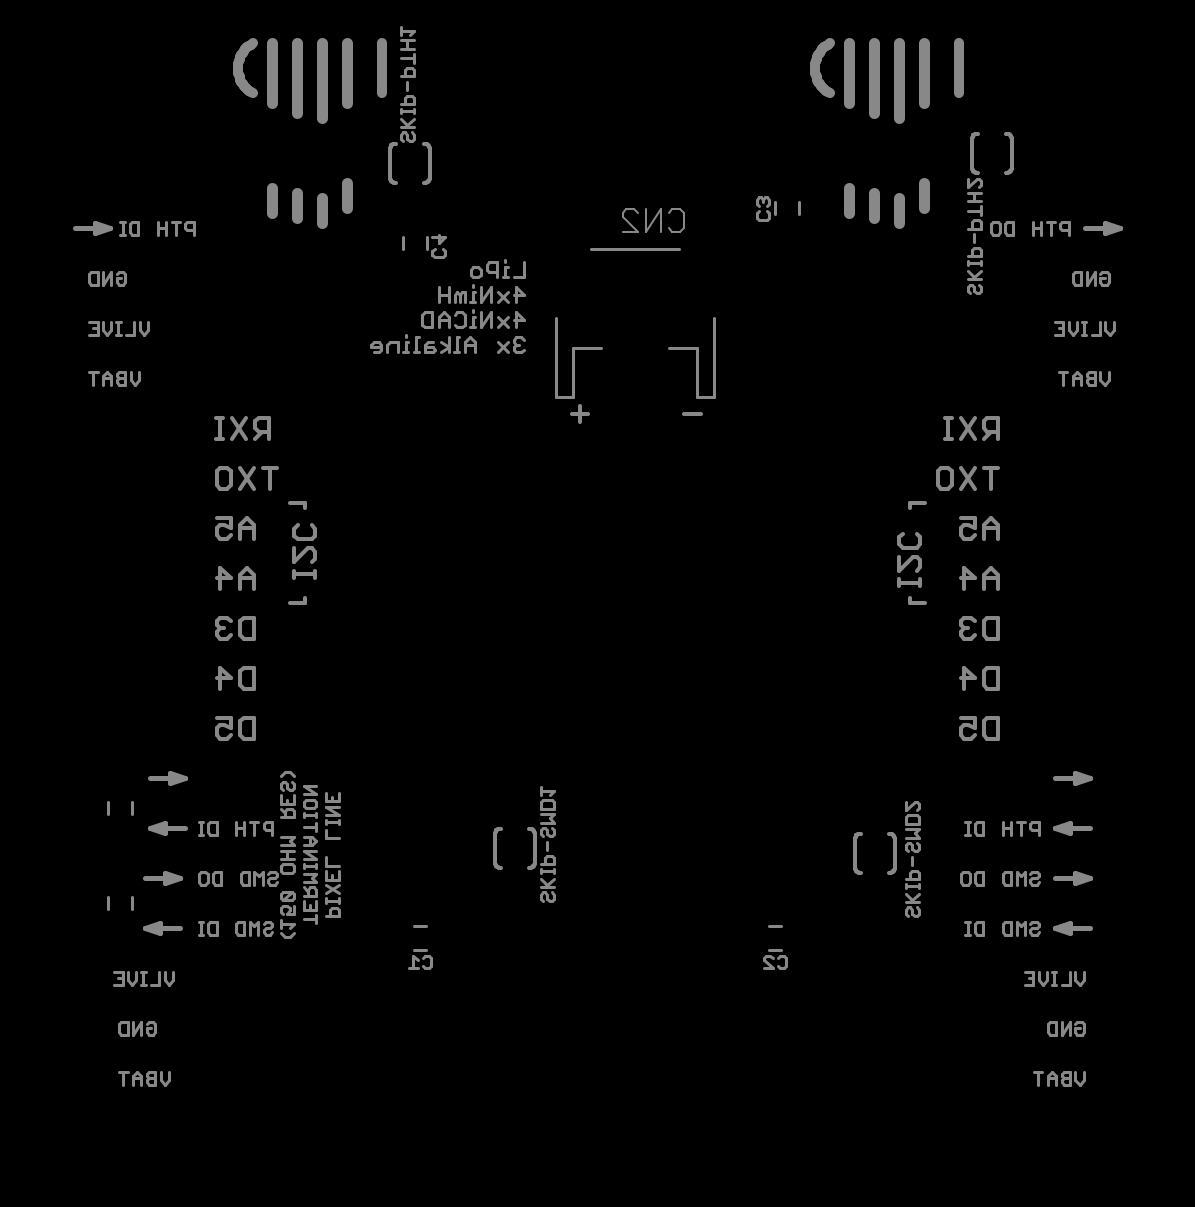 SKIP-PTH1
SKIP-PTH2
CN2
C3
C4
PTH DI
PTH DO
GND
GND
VLIVE
VLIVE
VBAT
VBAT
LiPo
4xNimH
4xNiCAD
3x Alkaline
+ -
RXI
RXI
TXO
TXO
A5
A5
I2C
I2C
A4
A4
D3
D3
D4
D4
D5
D5
PTH DI
PTH DI
SMD DO
SMD DO
SMD DI
SMD DI
PIXEL LINE
TERMINATION
(150 OHM RES)
SKIP-SMD1
SKIP-SMD2
C1
C2
VLIVE
VLIVE
GND
GND
VBAT
VBAT